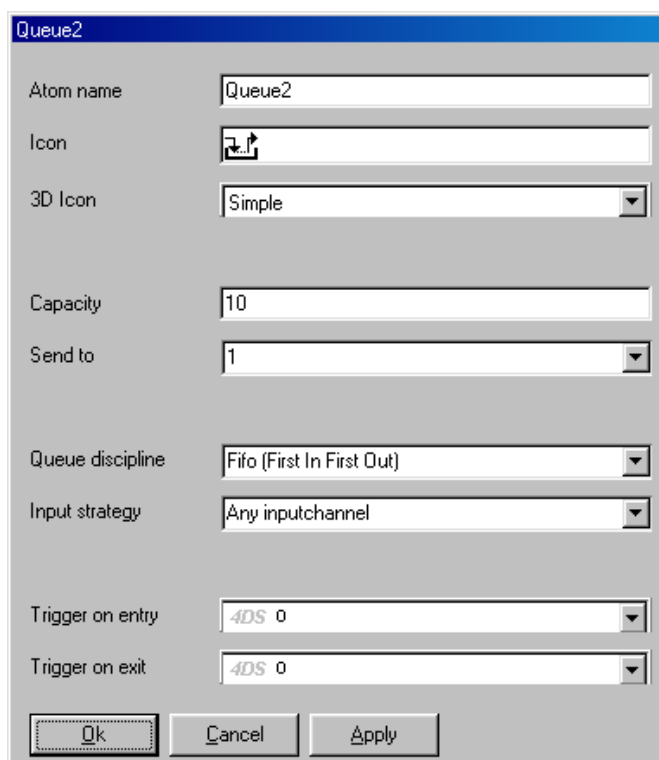 Queue2
Atom name Queue2
Icon
3D Icon Simple
Capacity 10
Send to 1
Queue discipline Fifo (First In First Out)
Input strategy Any inputchannel
Trigger on entry 4DS 0
Trigger on exit 4DS 0
Ok Cancel Apply